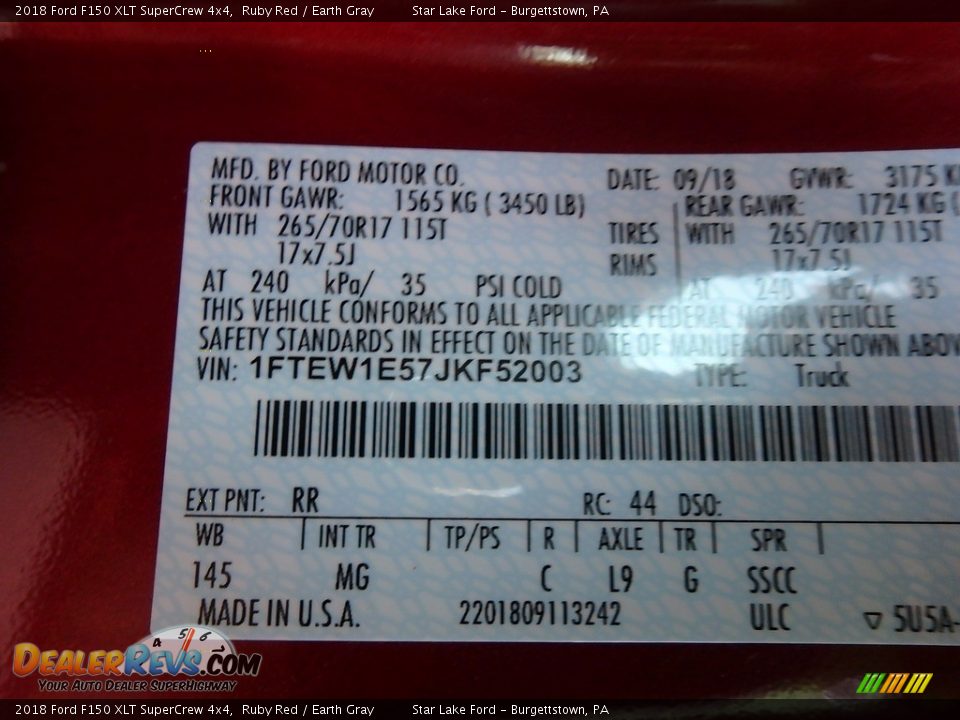 2018 Ford F150 XLT SuperCrew 4x4, Ruby Red / Earth Gray Star Lake Ford - Burgettstown, PA
MFD. BY FORD MOTOR CO. DATE: 09/18 GVWR: 3175 K
FRONT GAWR: 1565 KG ( 3450 LB) REAR GAWR: 1724 KG (
WITH 265/70R17 115T TIRES WITH 265/70R17 115T
17x7.5J RIMS 17x7.5J
AT 240 kPa/ 35 PSI COLD AT 240 kPa/ 35
THIS VEHICLE CONFORMS TO ALL APPLICABLE FEDERAL MOTOR VEHICLE
SAFETY STANDARDS IN EFFECT ON THE DATE OF MANUFACTURE SHOWN ABOV
VIN: 1FTEW1E57JKF52003 TYPE: Truck
EXT PNT: RR RC: 44 DSO:
WB INT TR TP/PS R AXLE TR SPR
145 MG C L9 G SSCC
MADE IN U.S.A. 2201809113242 ULC ▽ 5U5A-
4 5 6
DEALERREVS.COM
Your Auto Dealer SuperHighway
2018 Ford F150 XLT SuperCrew 4x4, Ruby Red / Earth Gray Star Lake Ford - Burgettstown, PA